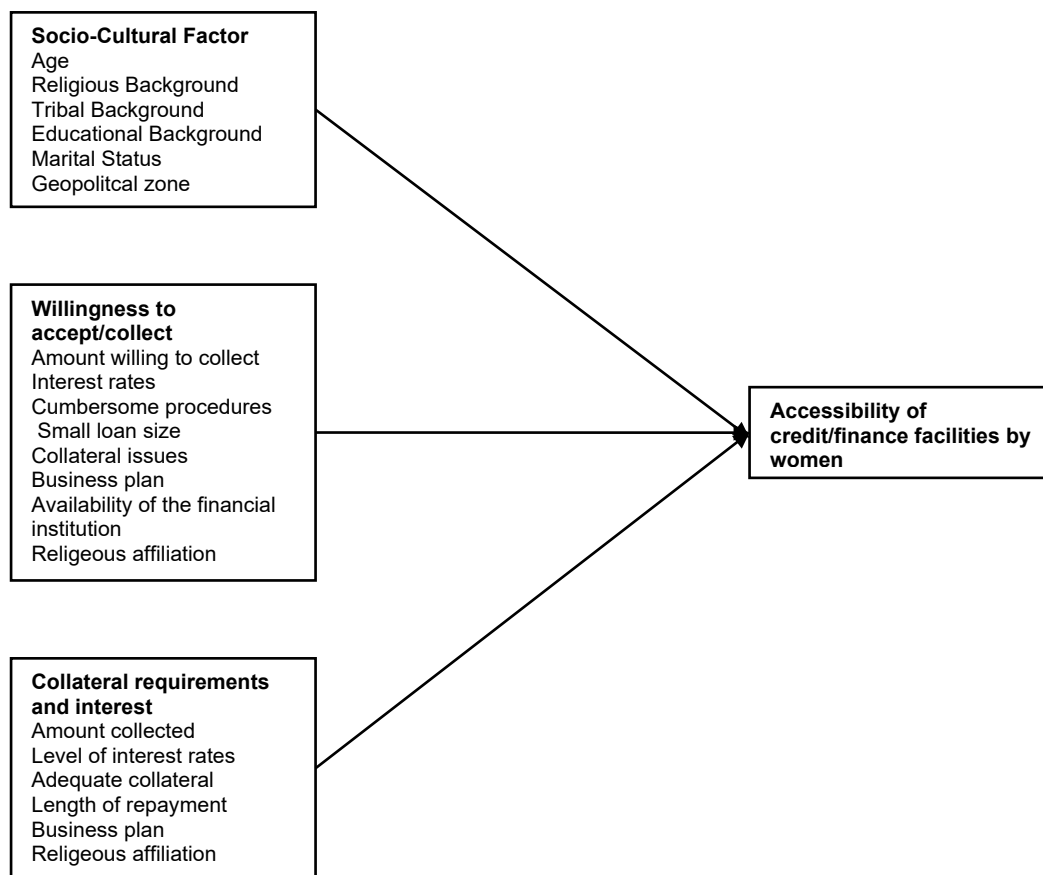 Socio-Cultural Factor
Age
Religious Background
Tribal Background
Educational Background
Marital Status
Geopolitcal zone
Willingness to
accept/collect
Amount willing to collect
Interest rates
Cumbersome procedures
Small loan size
Collateral issues
Business plan
Availability of the financial
institution
Religeous affiliation
Accessibility of
credit/finance facilities by
women
Collateral requirements
and interest
Amount collected
Level of interest rates
Adequate collateral
Length of repayment
Business plan
Religeous affiliation